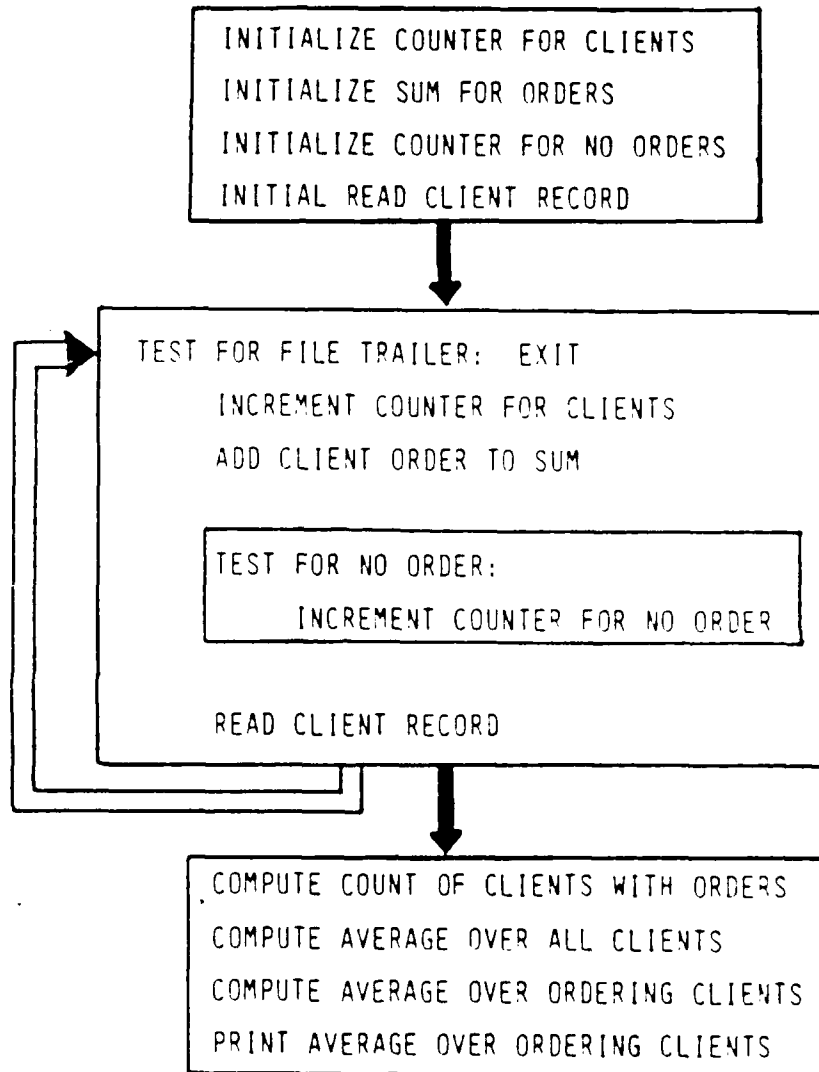 INITIALIZE COUNTER FOR CLIENTS
INITIALIZE SUM FOR ORDERS
INITIALIZE COUNTER FOR NO ORDERS
INITIAL READ CLIENT RECORD
TEST FOR FILE TRAILER: EXIT
INCREMENT COUNTER FOR CLIENTS
ADD CLIENT ORDER TO SUM
TEST FOR NO ORDER:
INCREMENT COUNTER FOR NO ORDER
READ CLIENT RECORD
COMPUTE COUNT OF CLIENTS WITH ORDERS
COMPUTE AVERAGE OVER ALL CLIENTS
COMPUTE AVERAGE OVER ORDERING CLIENTS
PRINT AVERAGE OVER ORDERING CLIENTS